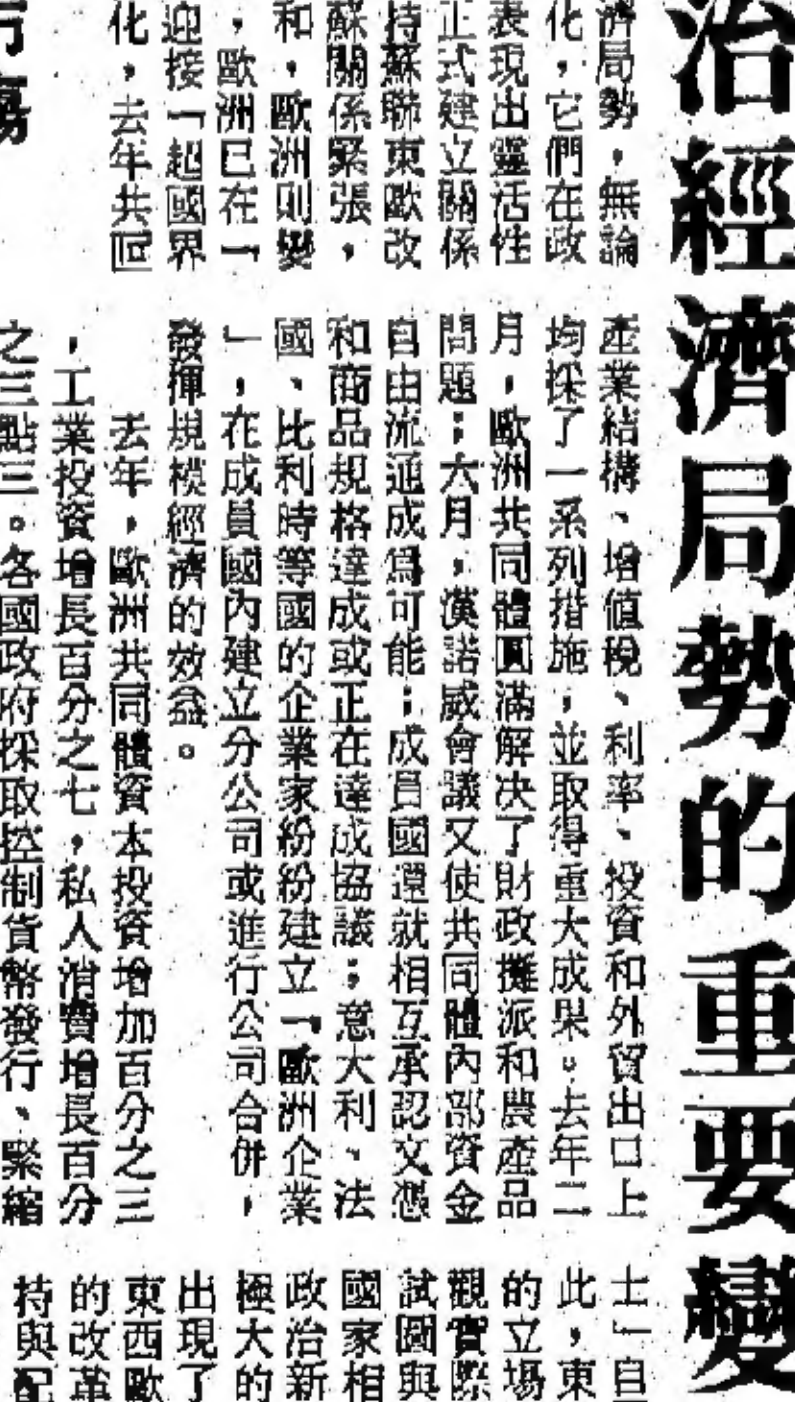 治經濟局勢的重要變
濟局勢，無論
化，它們在政
表現出靈活性
正式建立關係
持蘇聯東歐改
蘇關係緊張，
和，歐洲則變
，歐洲已在「
迎接「超國界
化，去年共同
產業結構、增值稅、利率、投資和外貿出口上
均採了一系列措施；並取得重大成果。去年二
月，歐洲共同體圓滿解決了財政攤派和農產品
問題；六月，漢諾威會議又使共同體內部資金
自由流通成爲可能；成員國還就相互承認文憑
和商品規格達成或正在達成協議；意大利、法
國、比利時等國的企業家紛紛建立「歐洲企業
」，在成員國內建立分公司或進行公司合併，
發揮規模經濟的效益。
去年，歐洲共同體資本投資增加百分之三
，工業投資增長百分之七，私人消費增長百分
之三點三。各國政府採取控制貨幣發行、緊縮
士」自
此，東
的立場
觀實際
試圖與
國家相
政治新
極大的
出現了
東西歐
的改革
持與配